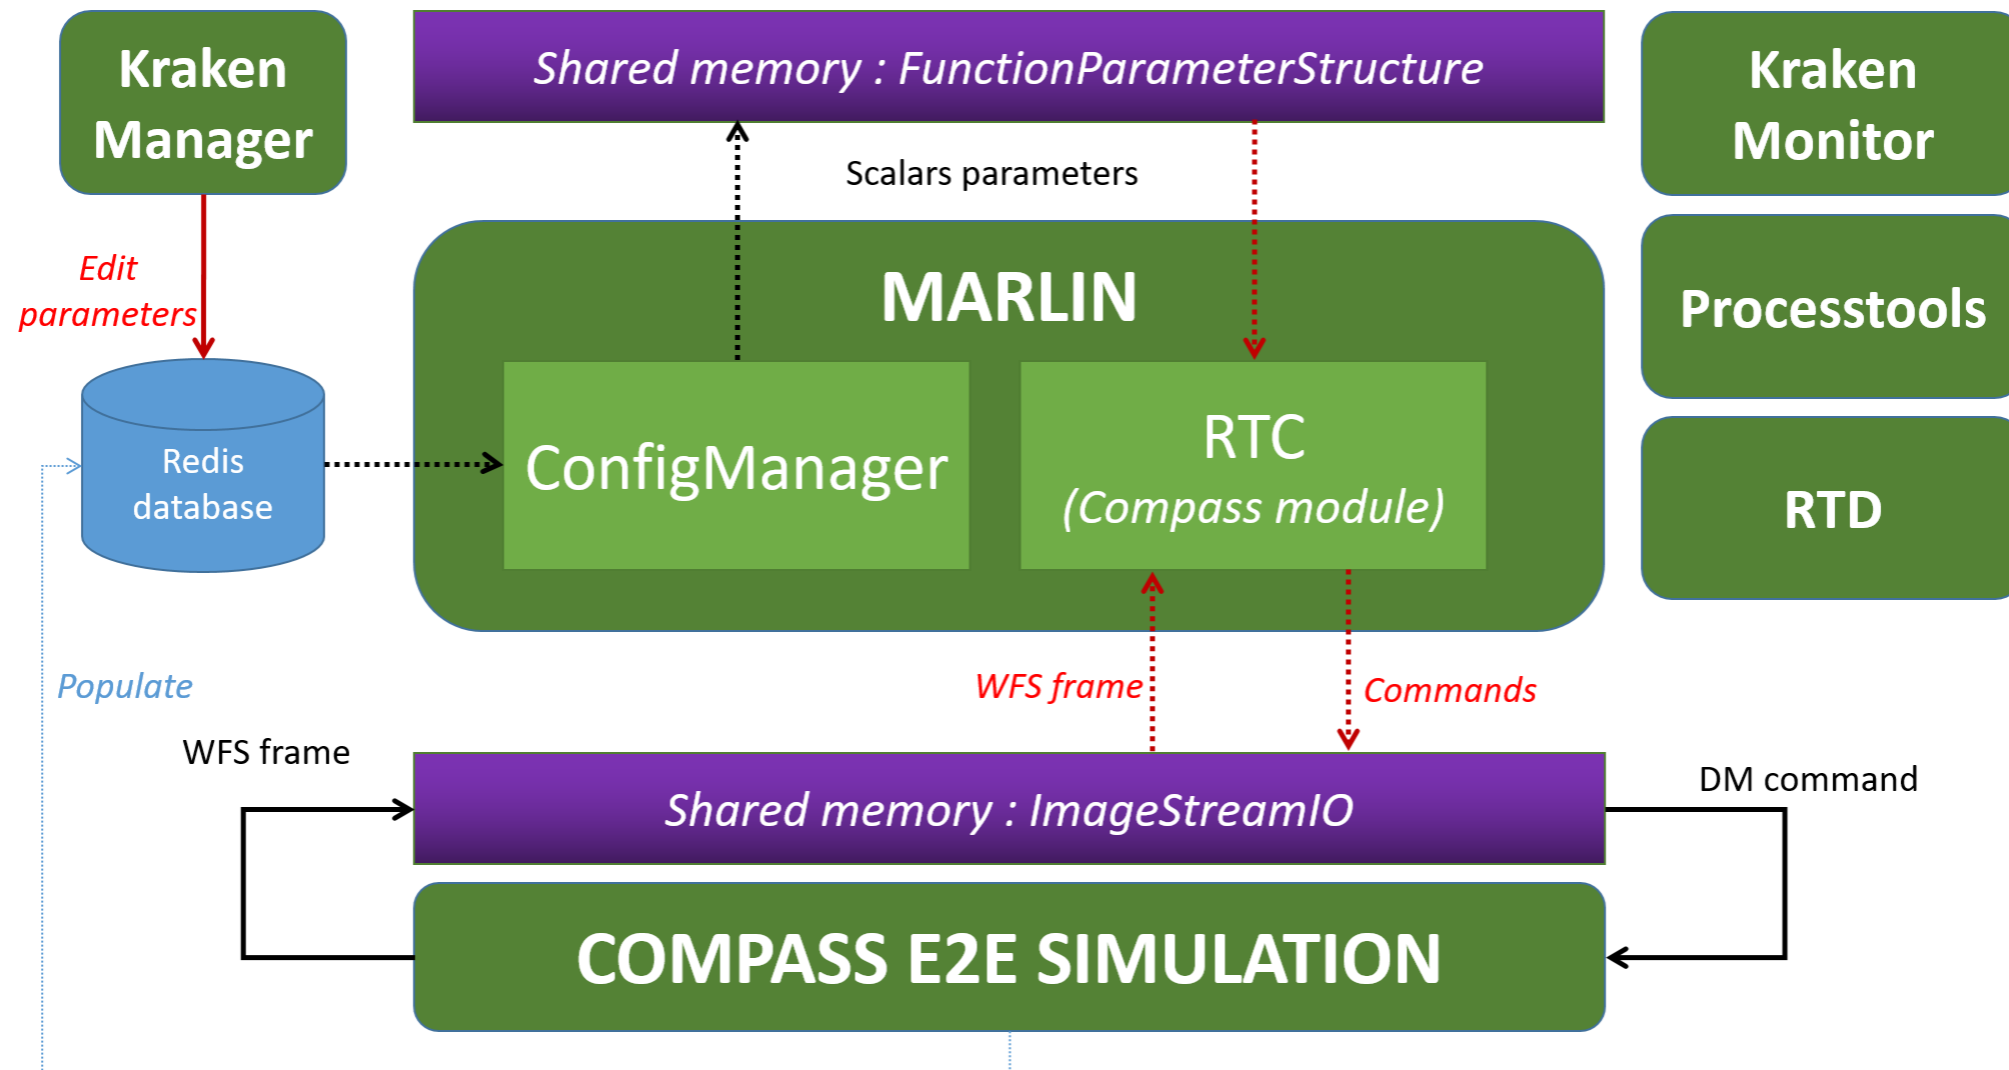 Kraken
Manager
Shared memory : FunctionParameterStructure
Kraken
Monitor
Scalars parameters
Edit
parameters
MARLIN
Processtools
Redis
database
ConfigManager
RTC
(Compass module)
RTD
Populate
WFS frame
Commands
WFS frame
Shared memory : ImageStreamIO
DM command
COMPASS E2E SIMULATION